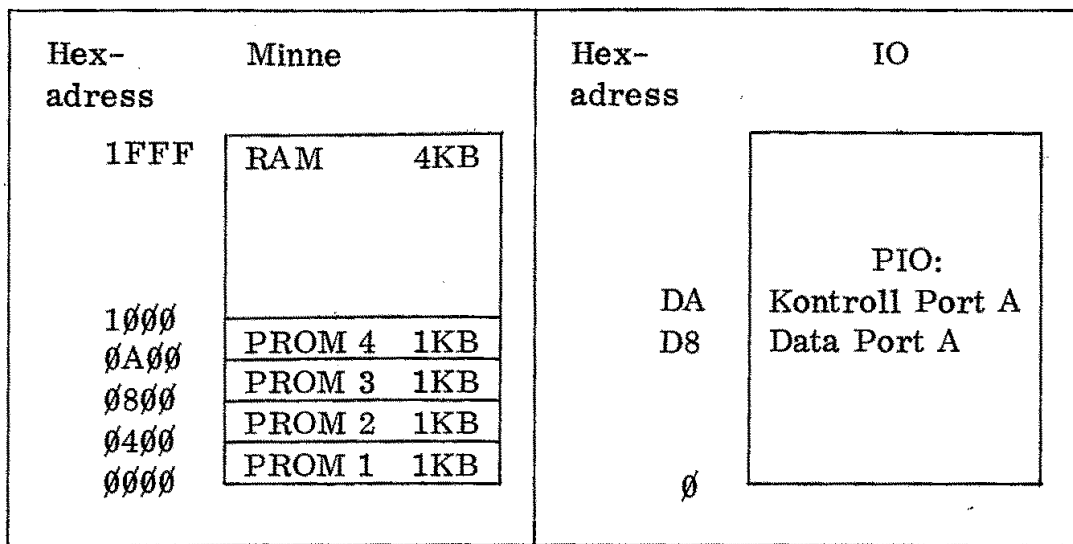 Hex- Minne
adress
1FFF RAM 4KB
1ØØØ
PROM 4 1KB
ØAØØ
PROM 3 1KB
Ø8ØØ
PROM 2 1KB
Ø4ØØ
PROM 1 1KB
ØØØØ
Hex- IO
adress
PIO:
DA Kontroll Port A
D8 Data Port A
Ø